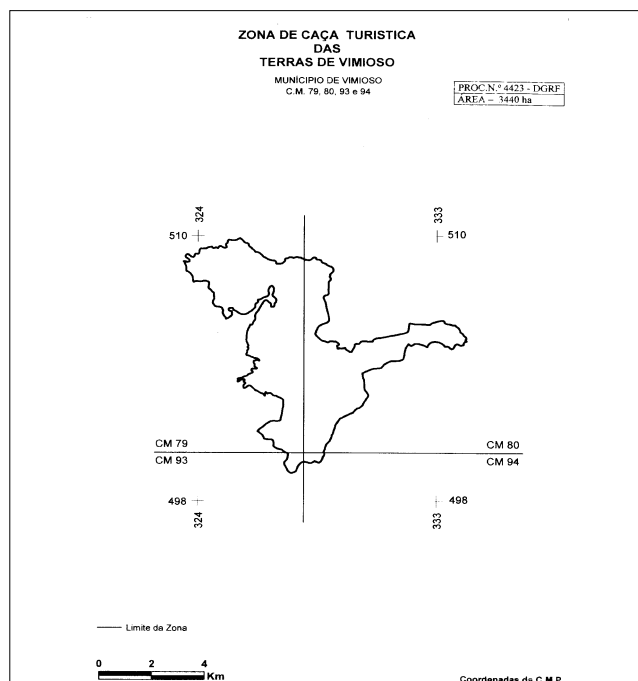 ZONA DE CAÇA TURISTICA
DAS
TERRAS DE VIMIOSO
MUNÍCIPIO DE VIMIOSO
C.M. 79, 80, 93 e 94
PROC.N.º 4423 - DGRF
ÁREA – 3440 ha
324
333
510
510
CM 79
CM 80
CM 93
CM 94
498
498
324
333
Limite da Zona
0 2 4
Km
Coordenadas da C.M.P.